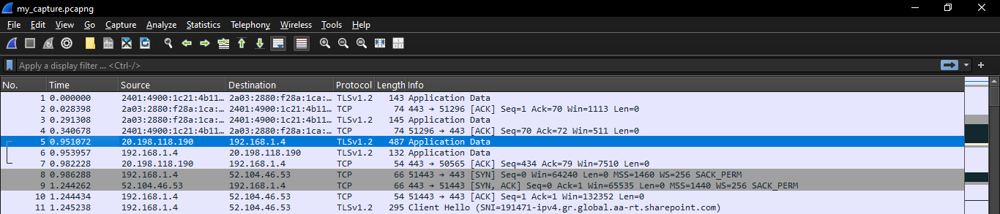 my_capture.pcapng
File Edit View Go Capture Analyze Statistics Telephony Wireless Tools Help
Apply a display filter ... <Ctrl-/>
No. Time Source Destination Protocol Length Info
1 0.000000 2401:4900:1c21:4b11… 2a03:2880:f28a:1ca:… TLSv1.2 143 Application Data
2 0.028398 2a03:2880:f28a:1ca:… 2401:4900:1c21:4b11… TCP 74 443 → 51296 [ACK] Seq=1 Ack=70 Win=1113 Len=0
3 0.291308 2a03:2880:f28a:1ca:… 2401:4900:1c21:4b11… TLSv1.2 145 Application Data
4 0.340678 2401:4900:1c21:4b11… 2a03:2880:f28a:1ca:… TCP 74 51296 → 443 [ACK] Seq=70 Ack=72 Win=511 Len=0
5 0.951072 20.198.118.190 192.168.1.4 TLSv1.2 487 Application Data
6 0.953957 192.168.1.4 20.198.118.190 TLSv1.2 132 Application Data
7 0.982228 20.198.118.190 192.168.1.4 TCP 54 443 → 50565 [ACK] Seq=434 Ack=79 Win=7510 Len=0
8 0.986288 192.168.1.4 52.104.46.53 TCP 66 51443 → 443 [SYN] Seq=0 Win=64240 Len=0 MSS=1460 WS=256 SACK_PERM
9 1.244262 52.104.46.53 192.168.1.4 TCP 66 443 → 51443 [SYN, ACK] Seq=0 Ack=1 Win=65535 Len=0 MSS=1440 WS=256 SACK_PERM
10 1.244434 192.168.1.4 52.104.46.53 TCP 54 51443 → 443 [ACK] Seq=1 Ack=1 Win=132352 Len=0
11 1.245238 192.168.1.4 52.104.46.53 TLSv1.2 295 Client Hello (SNI=191471-ipv4.gr.global.aa-rt.sharepoint.com)